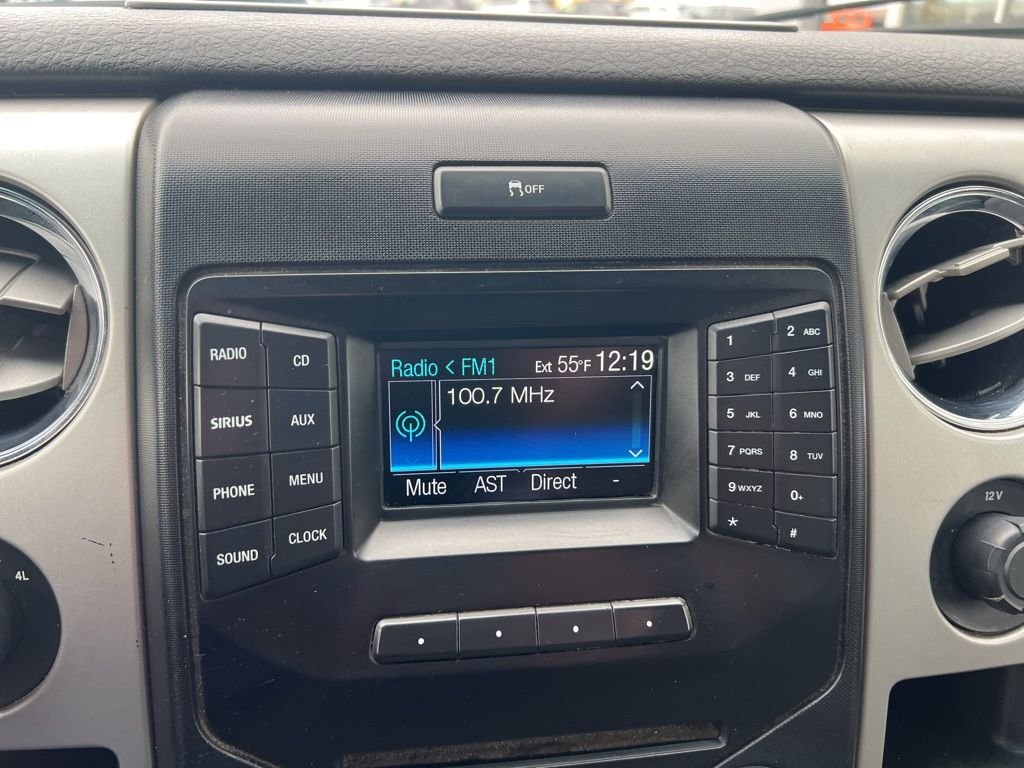 OFF
RADIO
CD
SIRIUS
AUX
PHONE
MENU
SOUND
CLOCK
Radio < FM1 Ext 55°F 12:19
100.7 MHz
Mute AST Direct -
1
2 ABC
3 DEF
4 GHI
5 JKL
6 MNO
7 PQRS
8 TUV
9 WXYZ
0+
*
#
4L
12V